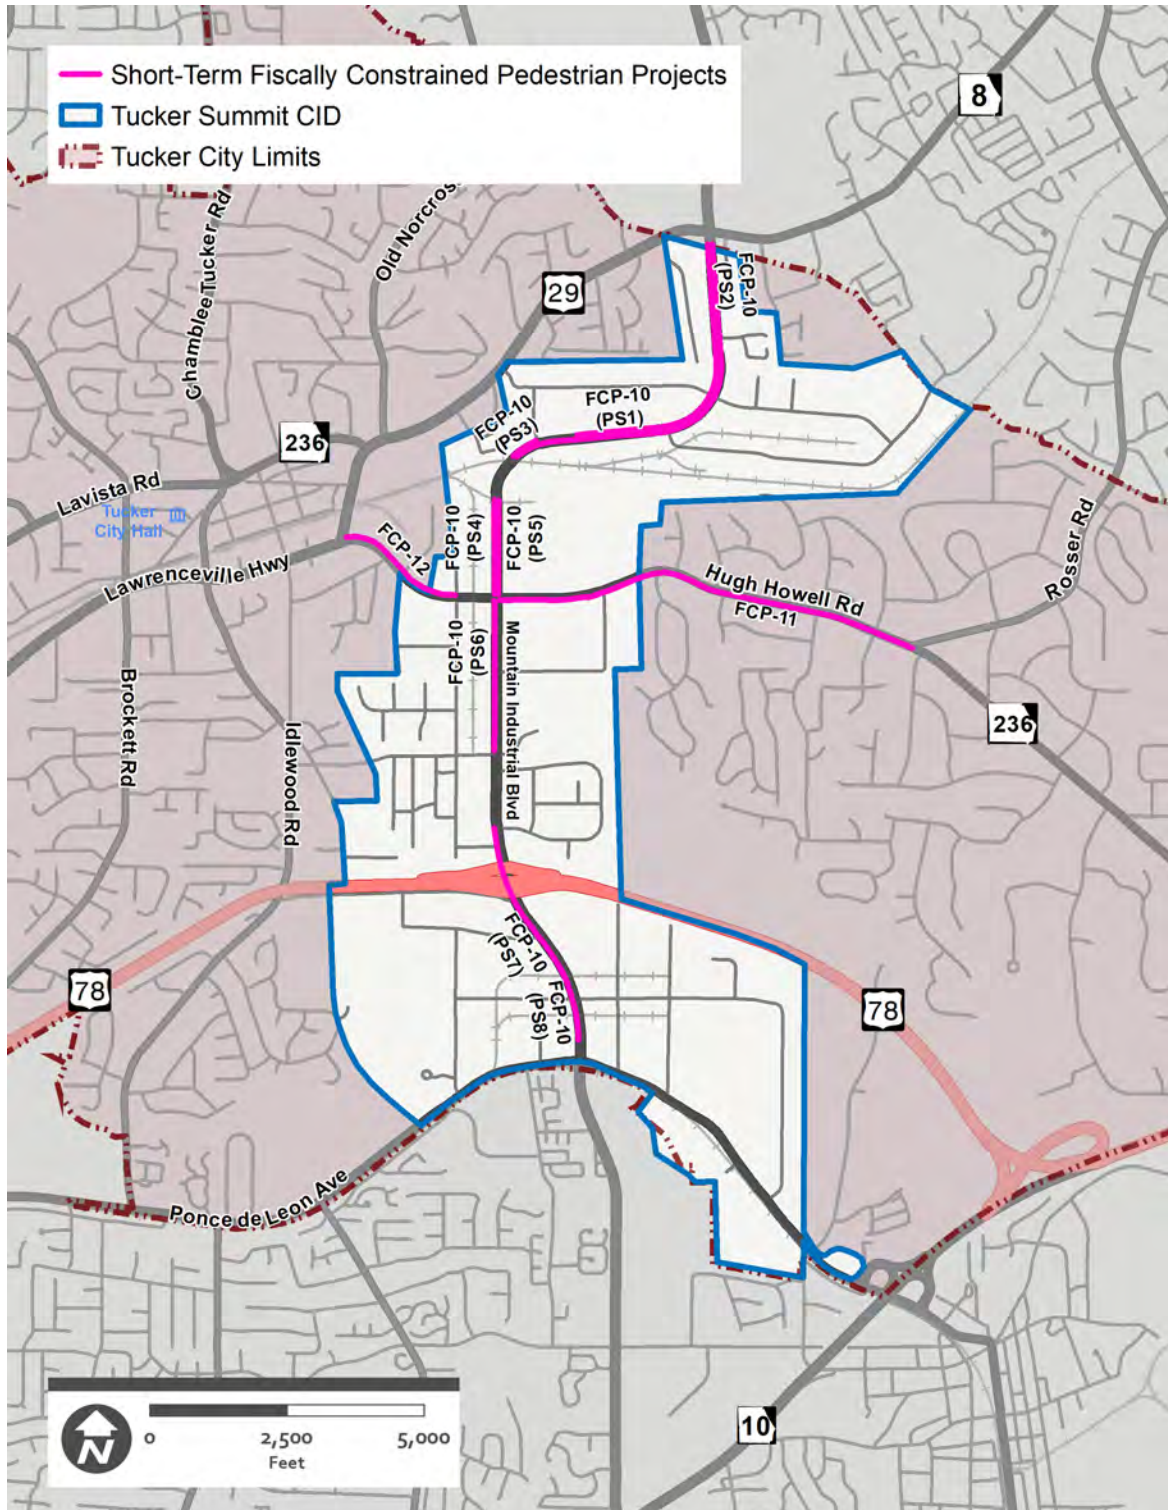 Short-Term Fiscally Constrained Pedestrian Projects
Tucker Summit CID
Tucker City Limits
8
Chamblee Tucker Rd
Old Norcros
29
FCP-10
(PS2)
FCP-10
(PS1)
FCP-10
(PS3)
236
Lavista Rd
Tucker
City Hall
FCP-10
(PS4)
FCP-10
(PS5)
FCP-12
Lawrenceville Hwy
Hugh Howell Rd
FCP-11
Rosser Rd
FCP-10
(PS6)
Mountain Industrial Blvd
Brockett Rd
Idlewood Rd
236
78
FCP-10
(PS7)
FCP-10
(PS8)
78
Ponce de Leon Ave
10
N
0
2,500
5,000
Feet